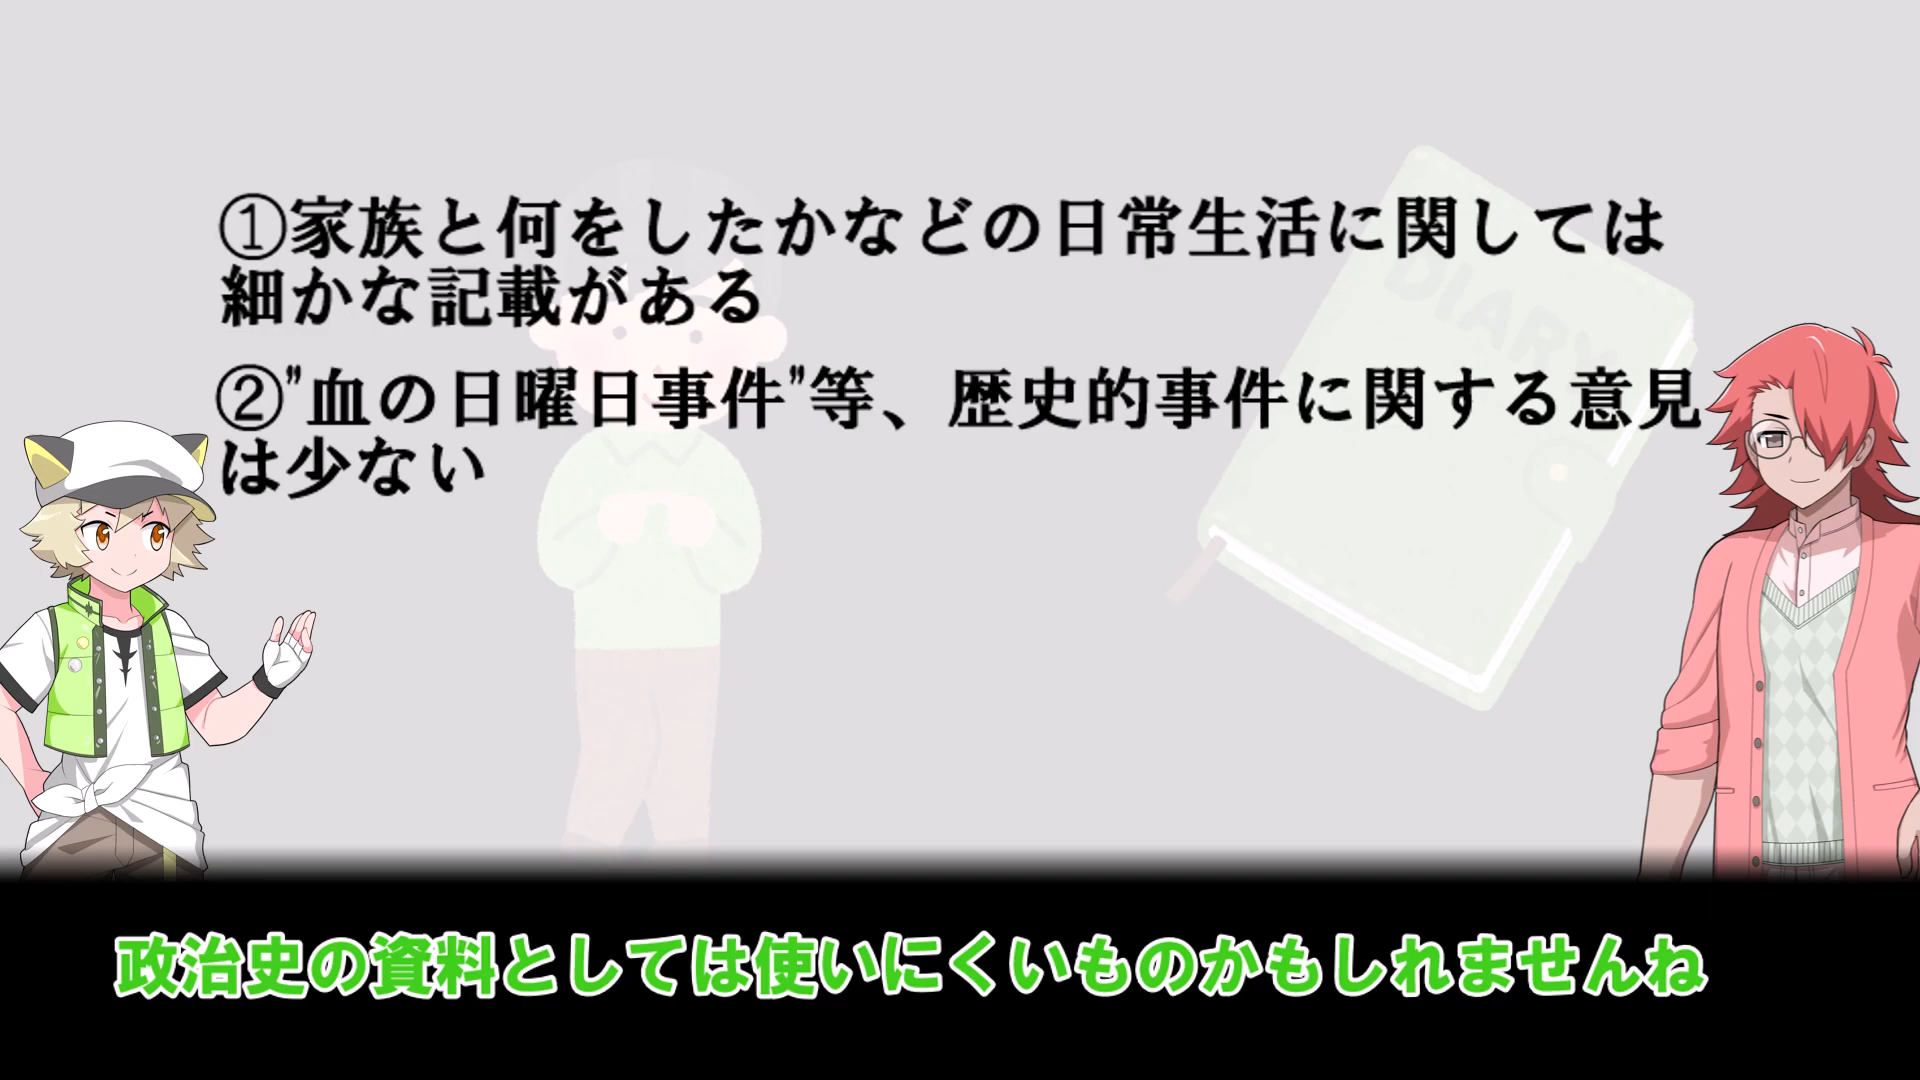 ①家族と何をしたかなどの日常生活に関しては
細かな記載がある
②"血の日曜日事件"等、歴史的事件に関する意見
は少ない
DIARY
政治史の資料としては使いにくいものかもしれませんね